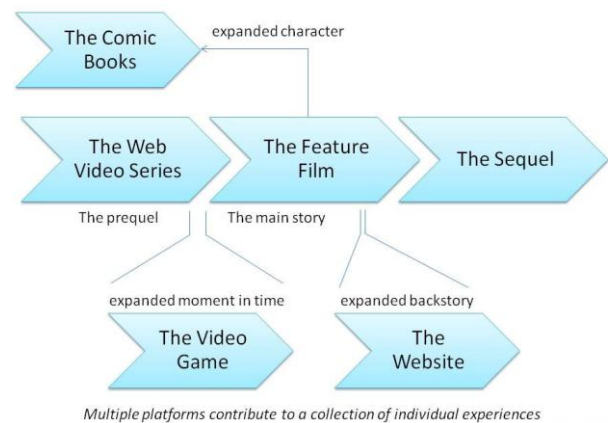 The Comic
Books
expanded character
The Web
Video Series
The Feature
Film
The Sequel
The prequel
The main story
expanded moment in time
expanded backstory
The Video
Game
The
Website
Multiple platforms contribute to a collection of individual experiences